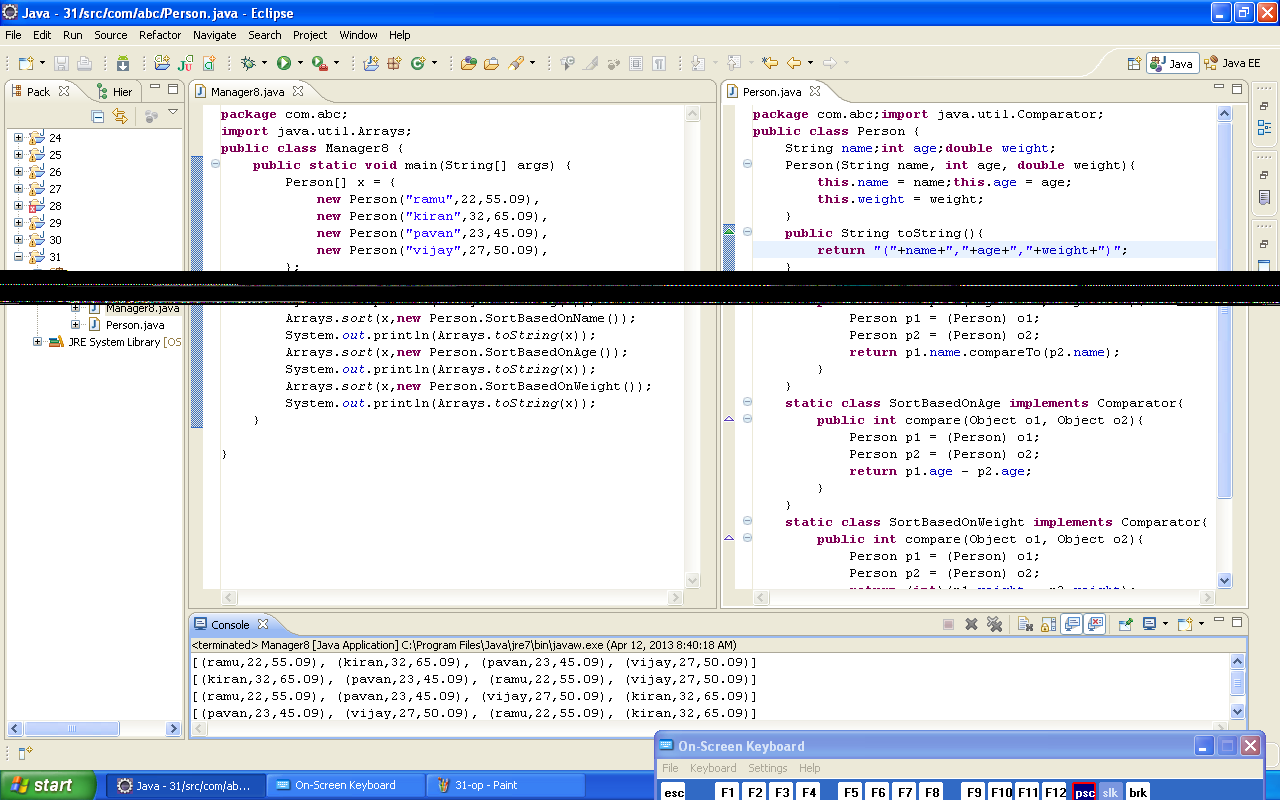 Java - 31/src/com/abc/Person.java - Eclipse
File Edit Run Source Refactor Navigate Search Project Window Help
Java Java EE
Pack Hier
24
25
26
27
28
29
30
31
Manager8.java
Person.java
JRE System Library [OS
Manager8.java
package com.abc;
import java.util.Arrays;
public class Manager8 {
public static void main(String[] args) {
Person[] x = {
new Person("ramu",22,55.09),
new Person("kiran",32,65.09),
new Person("pavan",23,45.09),
new Person("vijay",27,50.09),
};
Arrays.sort(x,new Person.SortBasedOnName());
System.out.println(Arrays.toString(x));
Arrays.sort(x,new Person.SortBasedOnAge());
System.out.println(Arrays.toString(x));
Arrays.sort(x,new Person.SortBasedOnWeight());
System.out.println(Arrays.toString(x));
}
}
Person.java
package com.abc;import java.util.Comparator;
public class Person {
String name;int age;double weight;
Person(String name, int age, double weight){
this.name = name;this.age = age;
this.weight = weight;
}
public String toString(){
return "("+name+","+age+","+weight+")";
}
Person p1 = (Person) o1;
Person p2 = (Person) o2;
return p1.name.compareTo(p2.name);
}
}
static class SortBasedOnAge implements Comparator{
public int compare(Object o1, Object o2){
Person p1 = (Person) o1;
Person p2 = (Person) o2;
return p1.age - p2.age;
}
}
static class SortBasedOnWeight implements Comparator{
public int compare(Object o1, Object o2){
Person p1 = (Person) o1;
Person p2 = (Person) o2;
return (int)(p1.weight - p2.weight);
Console
<terminated> Manager8 [Java Application] C:\Program Files\Java\jre7\bin\javaw.exe (Apr 12, 2013 8:40:18 AM)
[(ramu,22,55.09), (kiran,32,65.09), (pavan,23,45.09), (vijay,27,50.09)]
[(kiran,32,65.09), (pavan,23,45.09), (ramu,22,55.09), (vijay,27,50.09)]
[(ramu,22,55.09), (pavan,23,45.09), (vijay,27,50.09), (kiran,32,65.09)]
[(pavan,23,45.09), (vijay,27,50.09), (ramu,22,55.09), (kiran,32,65.09)]
On-Screen Keyboard
File Keyboard Settings Help
esc F1 F2 F3 F4 F5 F6 F7 F8 F9 F10 F11 F12 psc slk brk
start Java - 31/src/com/ab... On-Screen Keyboard 31-op - Paint